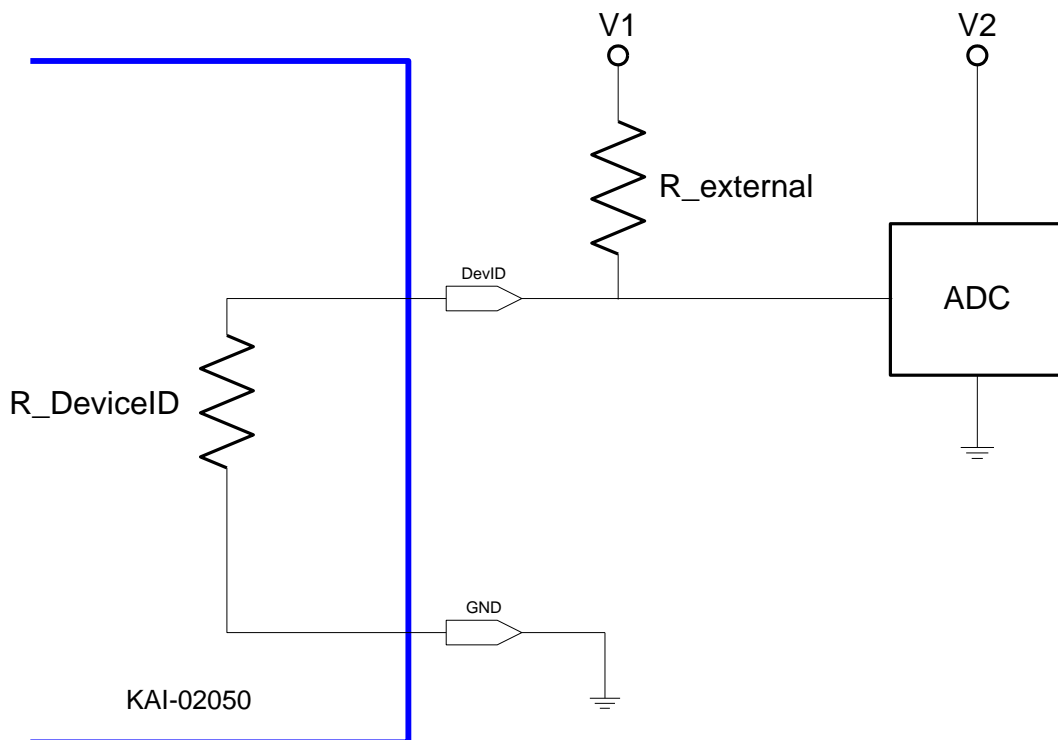 V1
V2
R_external
DevID
ADC
R_DeviceID
GND
KAI-02050